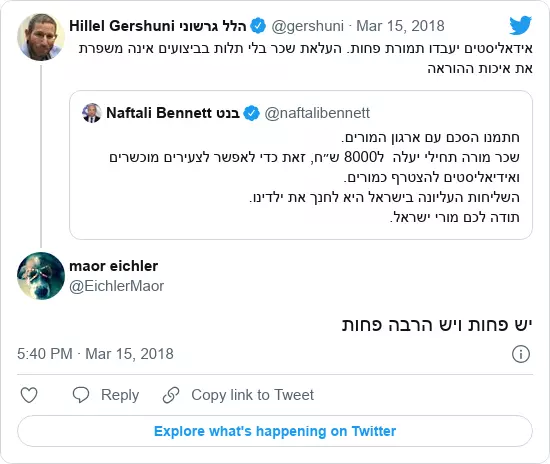 Hillel Gershuni הלל גרשוני @gershuni · Mar 15, 2018
אידאליסטים יעבדו תמורת פחות. העלאת שכר בלי תלות בביצועים אינה משפרת
את איכות ההוראה
Naftali Bennett בנט @naftalibennett
חתמנו הסכם עם ארגון המורים.
שכר מורה תחילי יעלה ל8000 ש״ח, זאת כדי לאפשר לצעירים מוכשרים
ואידיאליסטים להצטרף כמורים.
השליחות העליונה בישראל היא לחנך את ילדינו.
תודה לכם מורי ישראל.
maor eichler
@EichlerMaor
יש פחות ויש הרבה פחות
5:40 PM · Mar 15, 2018
Reply Copy link to Tweet
Explore what's happening on Twitter